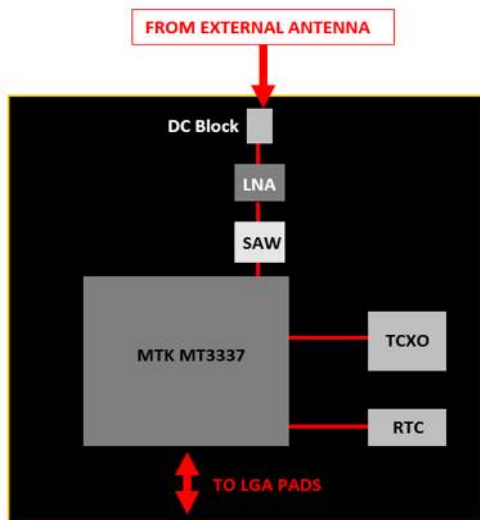 FROM EXTERNAL ANTENNA
DC Block
LNA
SAW
MTK MT3337
TCXO
RTC
TO LGA PADS